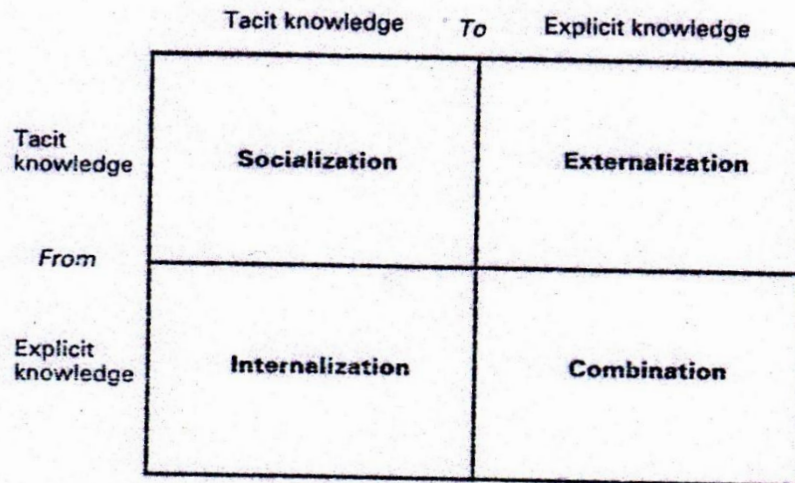 Tacit knowledge To Explicit knowledge
Tacit
knowledge
Socialization Externalization
From
Explicit
knowledge
Internalization Combination